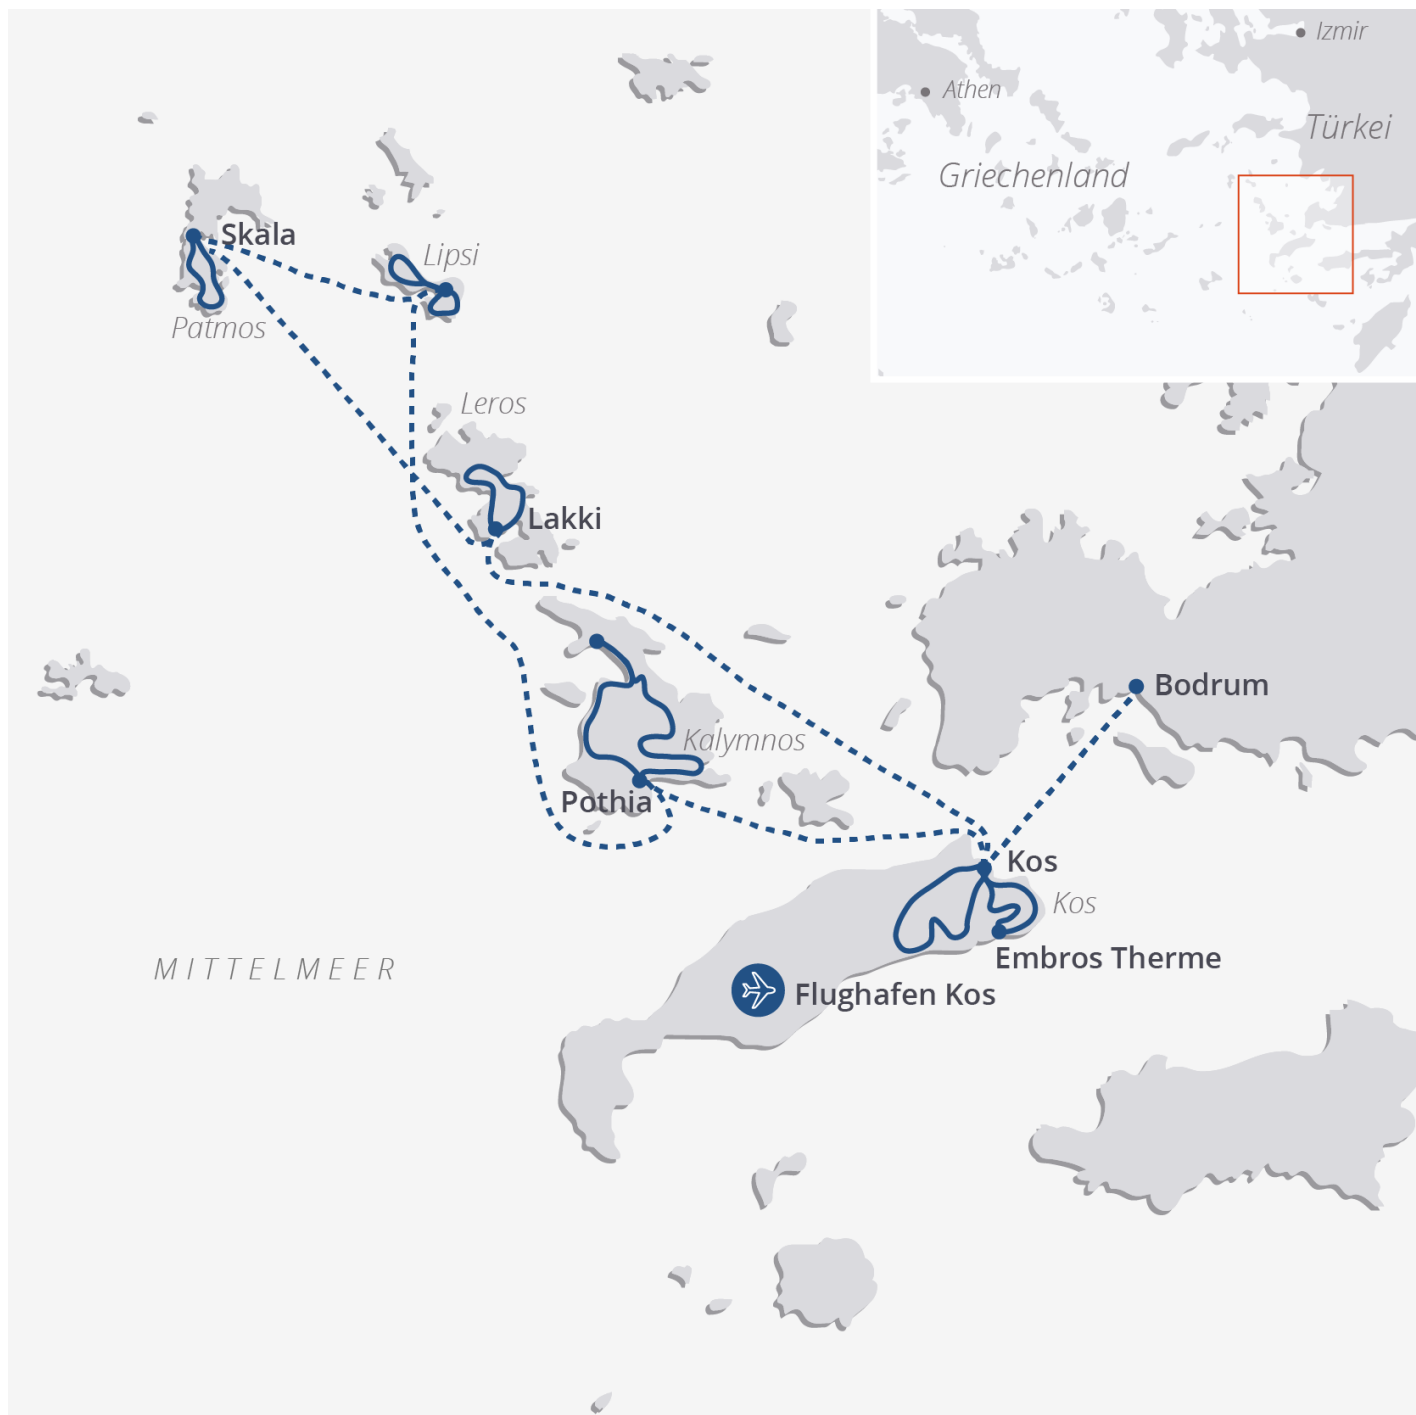 Izmir
Athen
Türkei
Griechenland
Skala
Lipsi
Patmos
Leros
Lakki
Bodrum
Kalymnos
Pothia
Kos
Kos
Embros Therme
MITTELMEER
Flughafen Kos